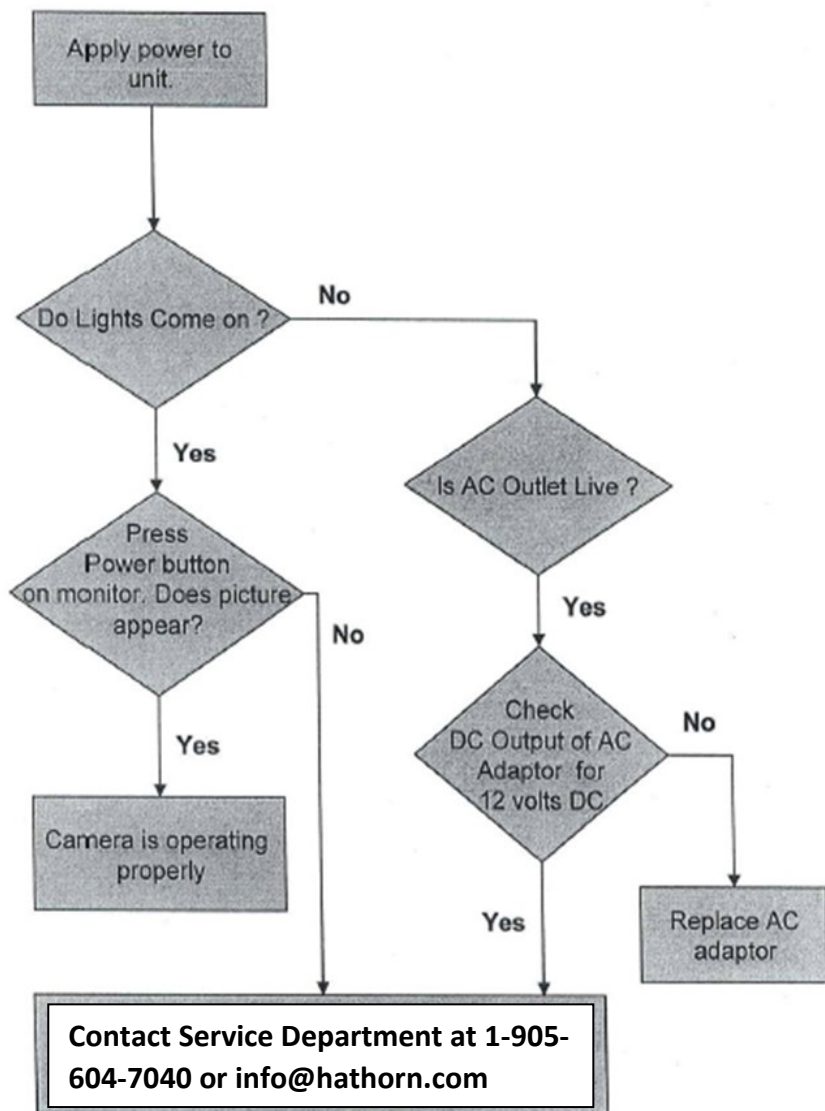 Apply power to
unit.
Do Lights Come on ?
No
Yes
Is AC Outlet Live ?
Press
Power button
on monitor. Does picture
appear?
No
Yes
Yes
Check
DC Output of AC
Adaptor for
12 volts DC
No
Camera is operating
properly
Yes
Replace AC
adaptor
Contact Service Department at 1-905-
604-7040 or info@hathorn.com